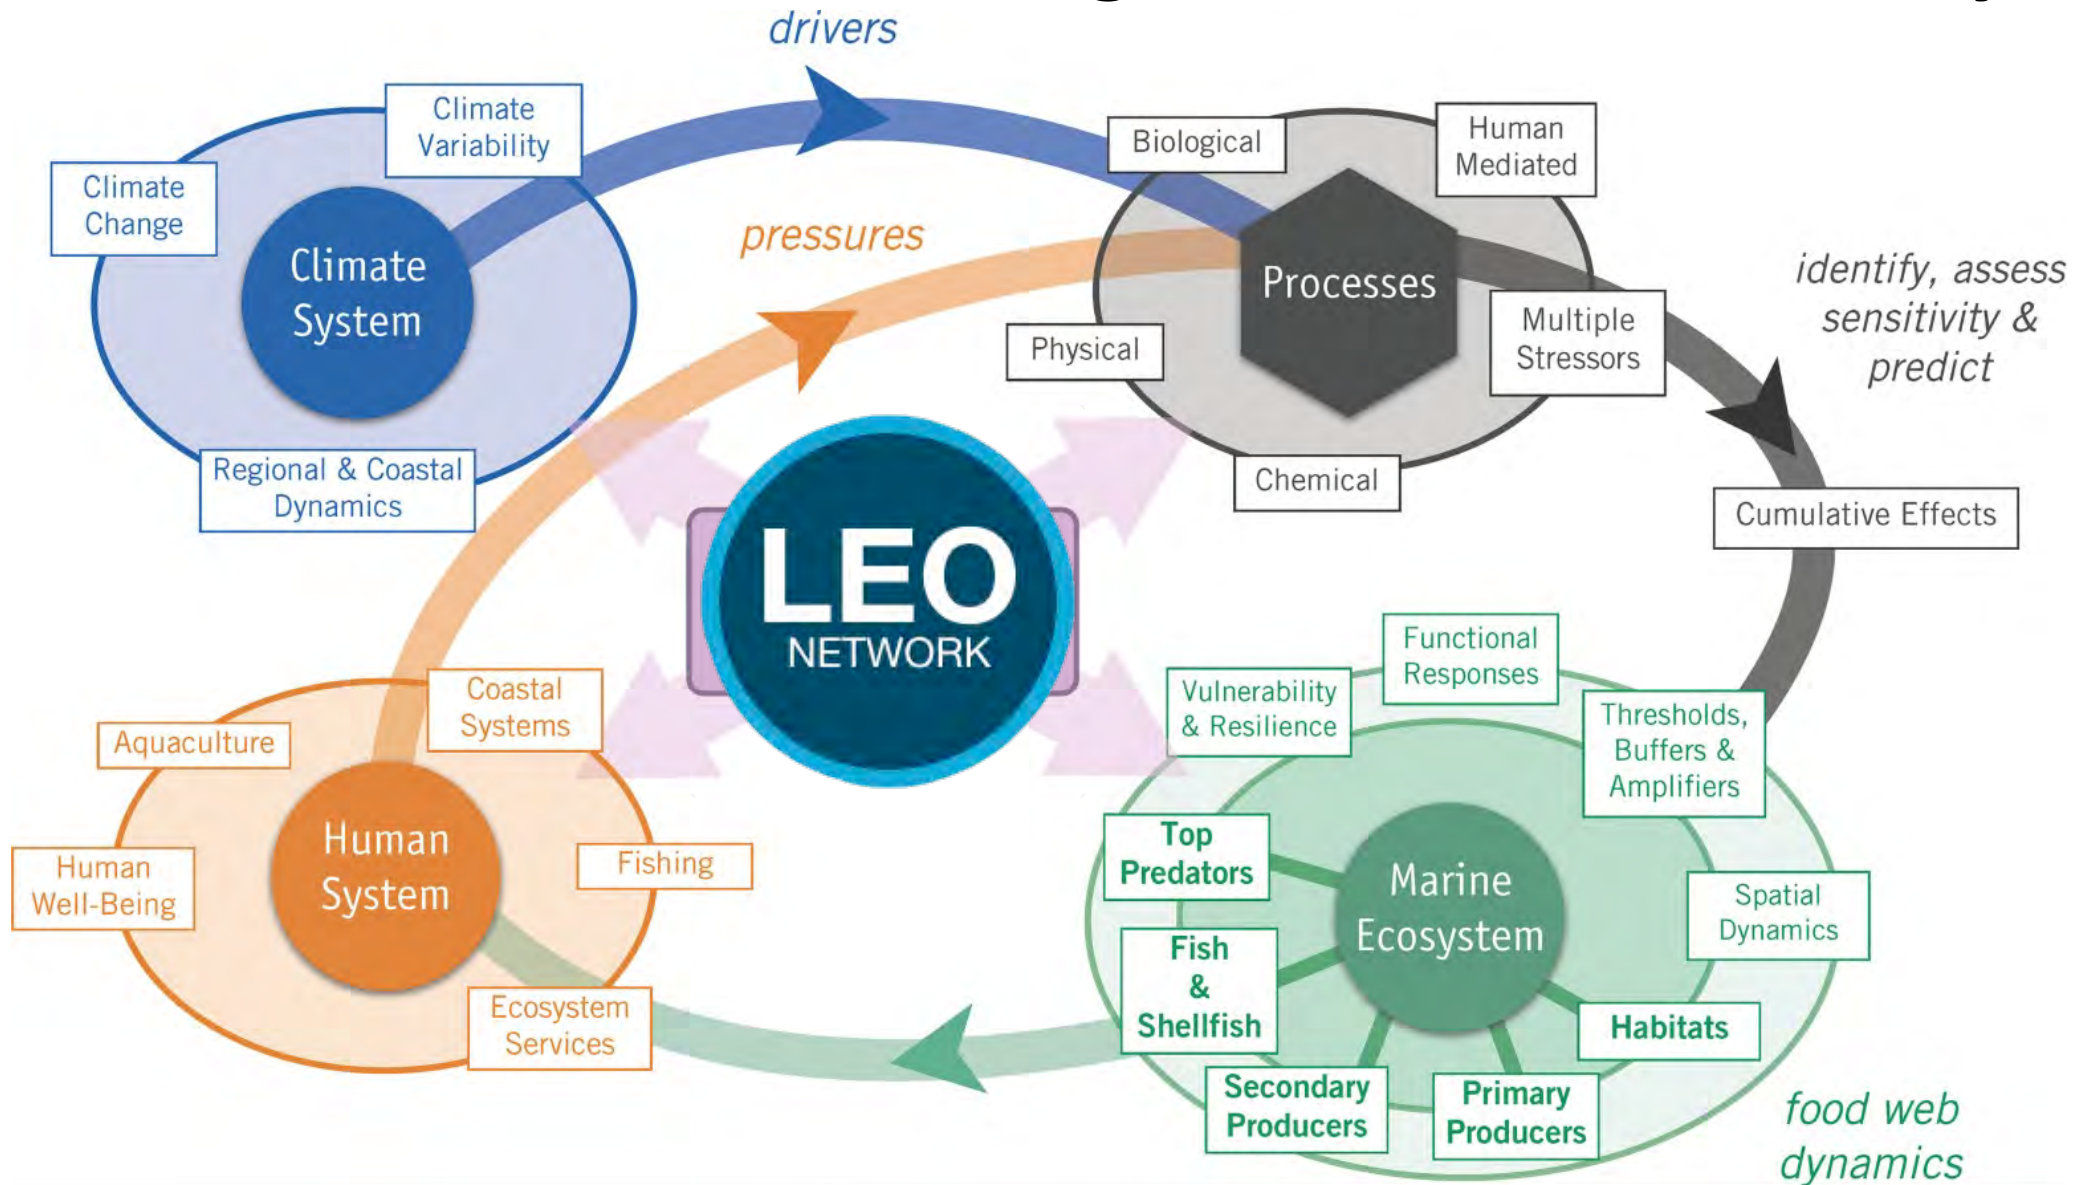 drivers
Climate
Variability
Climate
Change
Climate
System
Regional & Coastal
Dynamics
pressures
Biological
Human
Mediated
Processes
Physical
Multiple
Stressors
Chemical
identify, assess
sensitivity &
predict
Cumulative Effects
LEO
NETWORK
Coastal
Systems
Aquaculture
Human
System
Human
Well-Being
Fishing
Ecosystem
Services
Functional
Responses
Vulnerability
& Resilience
Thresholds,
Buffers &
Amplifiers
Top
Predators
Marine
Ecosystem
Spatial
Dynamics
Fish
&
Shellfish
Habitats
Secondary
Producers
Primary
Producers
food web
dynamics